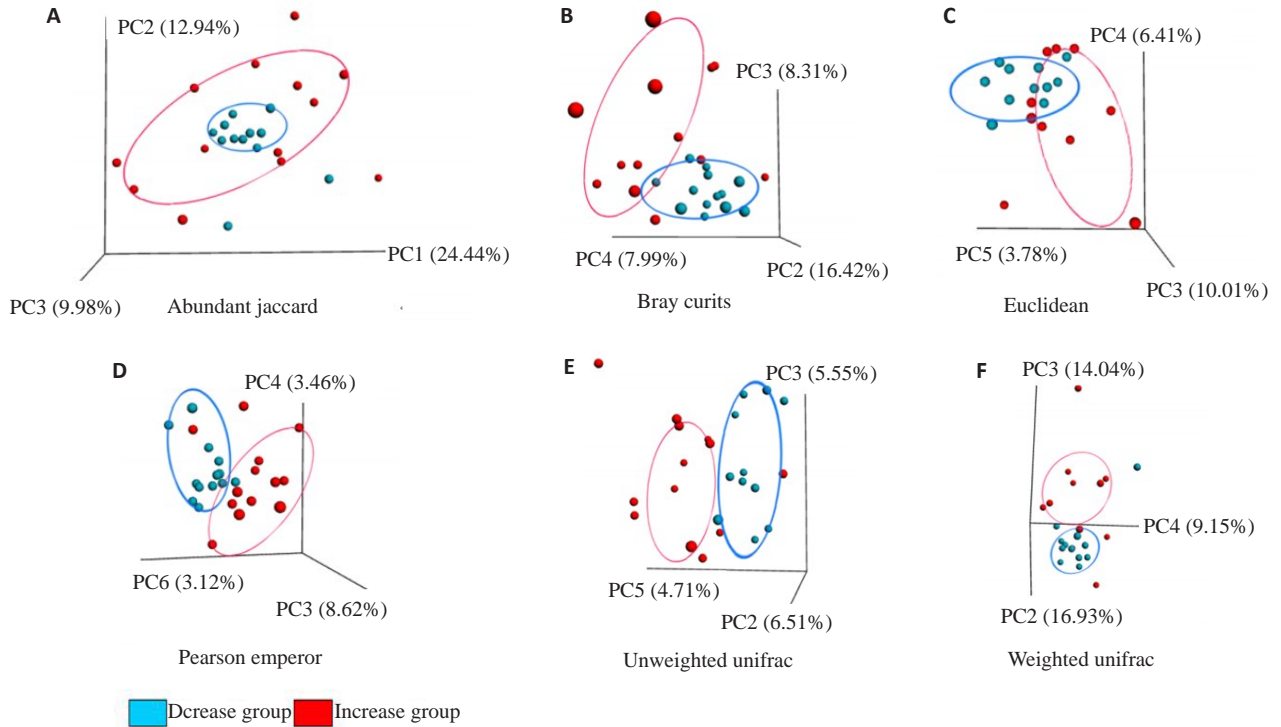 A
PC2 (12.94%)
PC1 (24.44%)
PC3 (9.98%)
Abundant jaccard
B
PC3 (8.31%)
PC4 (7.99%)
PC2 (16.42%)
Bray curits
C
PC4 (6.41%)
PC5 (3.78%)
PC3 (10.01%)
Euclidean
D
PC4 (3.46%)
PC6 (3.12%)
PC3 (8.62%)
Pearson emperor
E
PC3 (5.55%)
PC5 (4.71%)
PC2 (6.51%)
Unweighted unifrac
F
PC3 (14.04%)
PC4 (9.15%)
PC2 (16.93%)
Weighted unifrac
Dcrease group Increase group